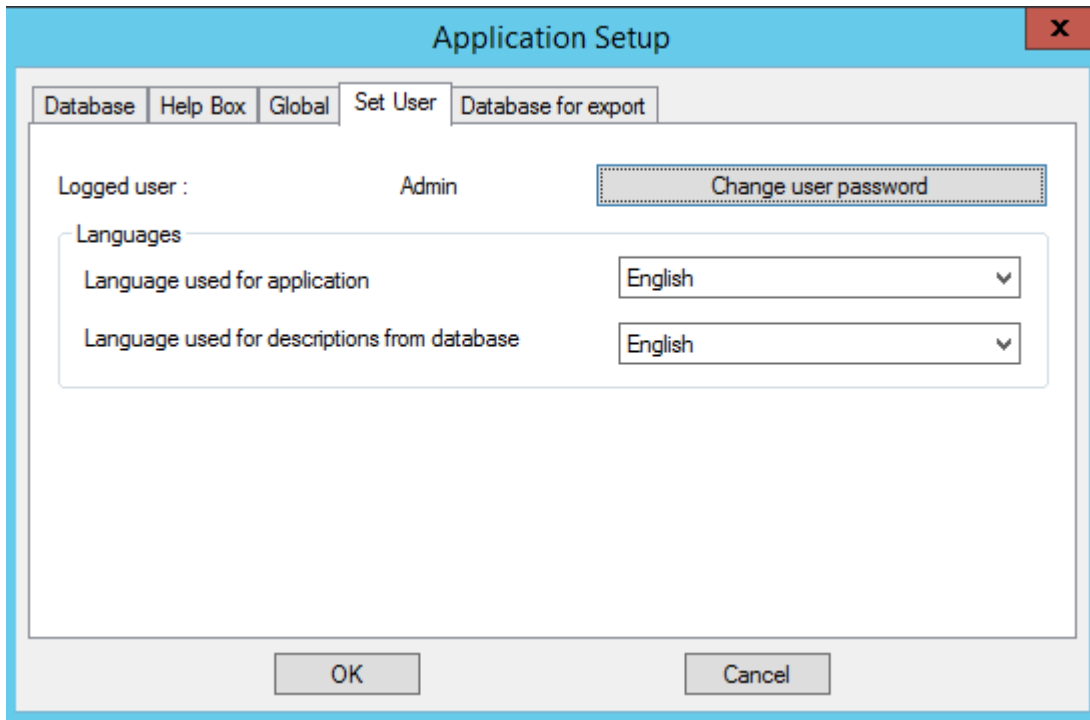 Application Setup
x
Database Help Box Global Set User Database for export
Logged user : Admin Change user password
Languages
Language used for application English
Language used for descriptions from database English
OK Cancel